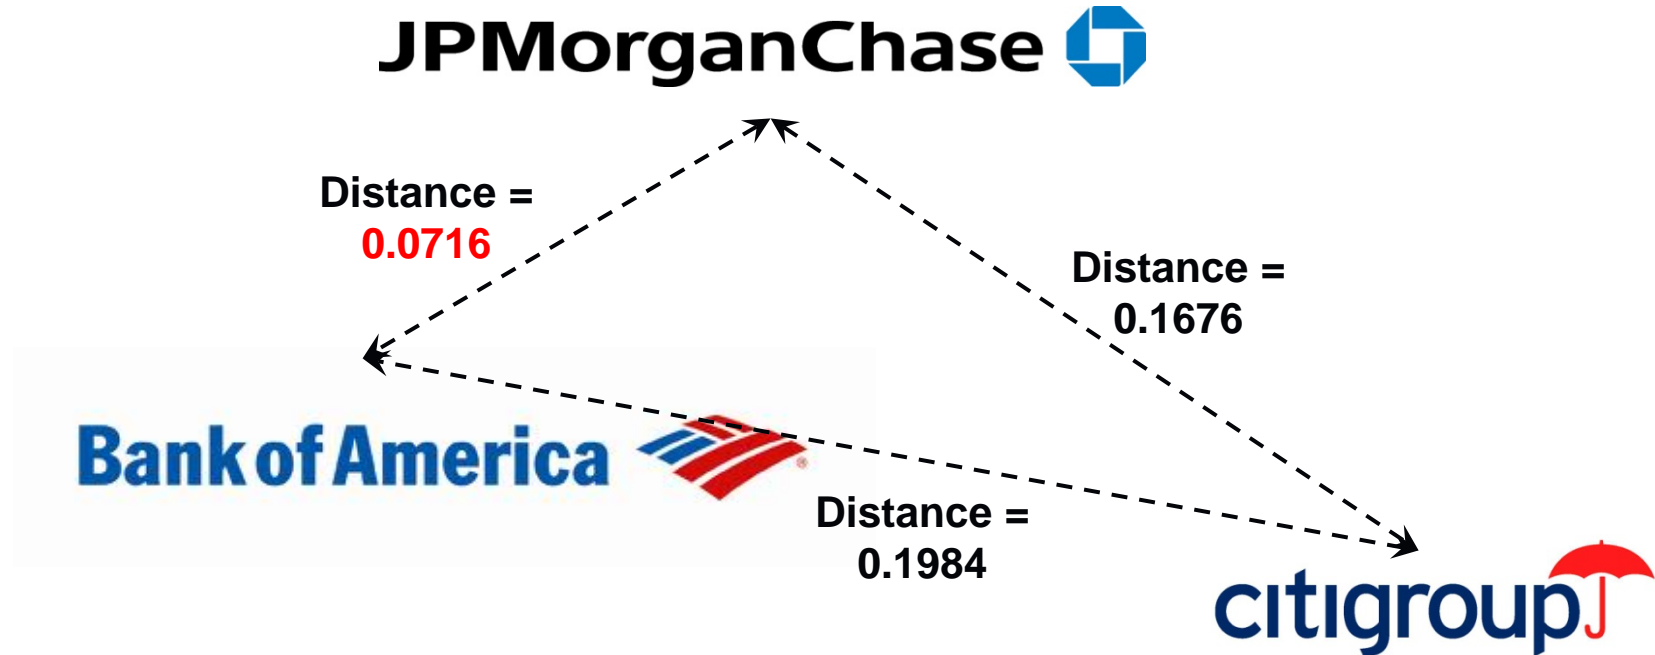 JPMorganChase
Distance =
0.0716
Distance =
0.1676
Bank of America
Distance =
0.1984
citigroup